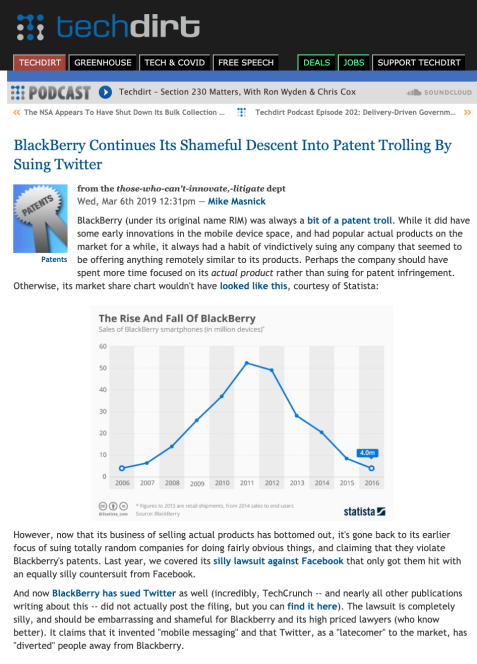 techdirt
TECHDIRT GREENHOUSE TECH & COVID FREE SPEECH DEALS JOBS SUPPORT TECHDIRT
PODCAST Techdirt – Section 230 Matters, With Ron Wyden & Chris Cox SOUNDCLOUD
« The NSA Appears To Have Shut Down Its Bulk Collection ... Techdirt Podcast Episode 202: Delivery-Driven Governm... »
BlackBerry Continues Its Shameful Descent Into Patent Trolling By
Suing Twitter
PATENTS
Patents
from the those-who-can't-innovate,-litigate dept
Wed, Mar 6th 2019 12:31pm — Mike Masnick
BlackBerry (under its original name RIM) was always a bit of a patent troll. While it did have
some early innovations in the mobile device space, and had popular actual products on the
market for a while, it always had a habit of vindictively suing any company that seemed to
be offering anything remotely similar to its products. Perhaps the company should have
spent more time focused on its actual product rather than suing for patent infringement.
Otherwise, its market share chart wouldn't have looked like this, courtesy of Statista:
The Rise And Fall Of BlackBerry
Sales of BlackBerry smartphones (in million devices)*
60
50
40
30
20
10
0
4.0m
2006 2007 2008 2009 2010 2011 2012 2013 2014 2015 2016
@Statista_com
* Figures to 2013 are retail shipments, from 2014 sales to end users
Source: BlackBerry
statista
However, now that its business of selling actual products has bottomed out, it's gone back to its earlier
focus of suing totally random companies for doing fairly obvious things, and claiming that they violate
Blackberry's patents. Last year, we covered its silly lawsuit against Facebook that only got them hit with
an equally silly countersuit from Facebook.
And now BlackBerry has sued Twitter as well (incredibly, TechCrunch -- and nearly all other publications
writing about this -- did not actually post the filing, but you can find it here). The lawsuit is completely
silly, and should be embarrassing and shameful for Blackberry and its high priced lawyers (who know
better). It claims that it invented "mobile messaging" and that Twitter, as a "latecomer" to the market, has
"diverted" people away from Blackberry.